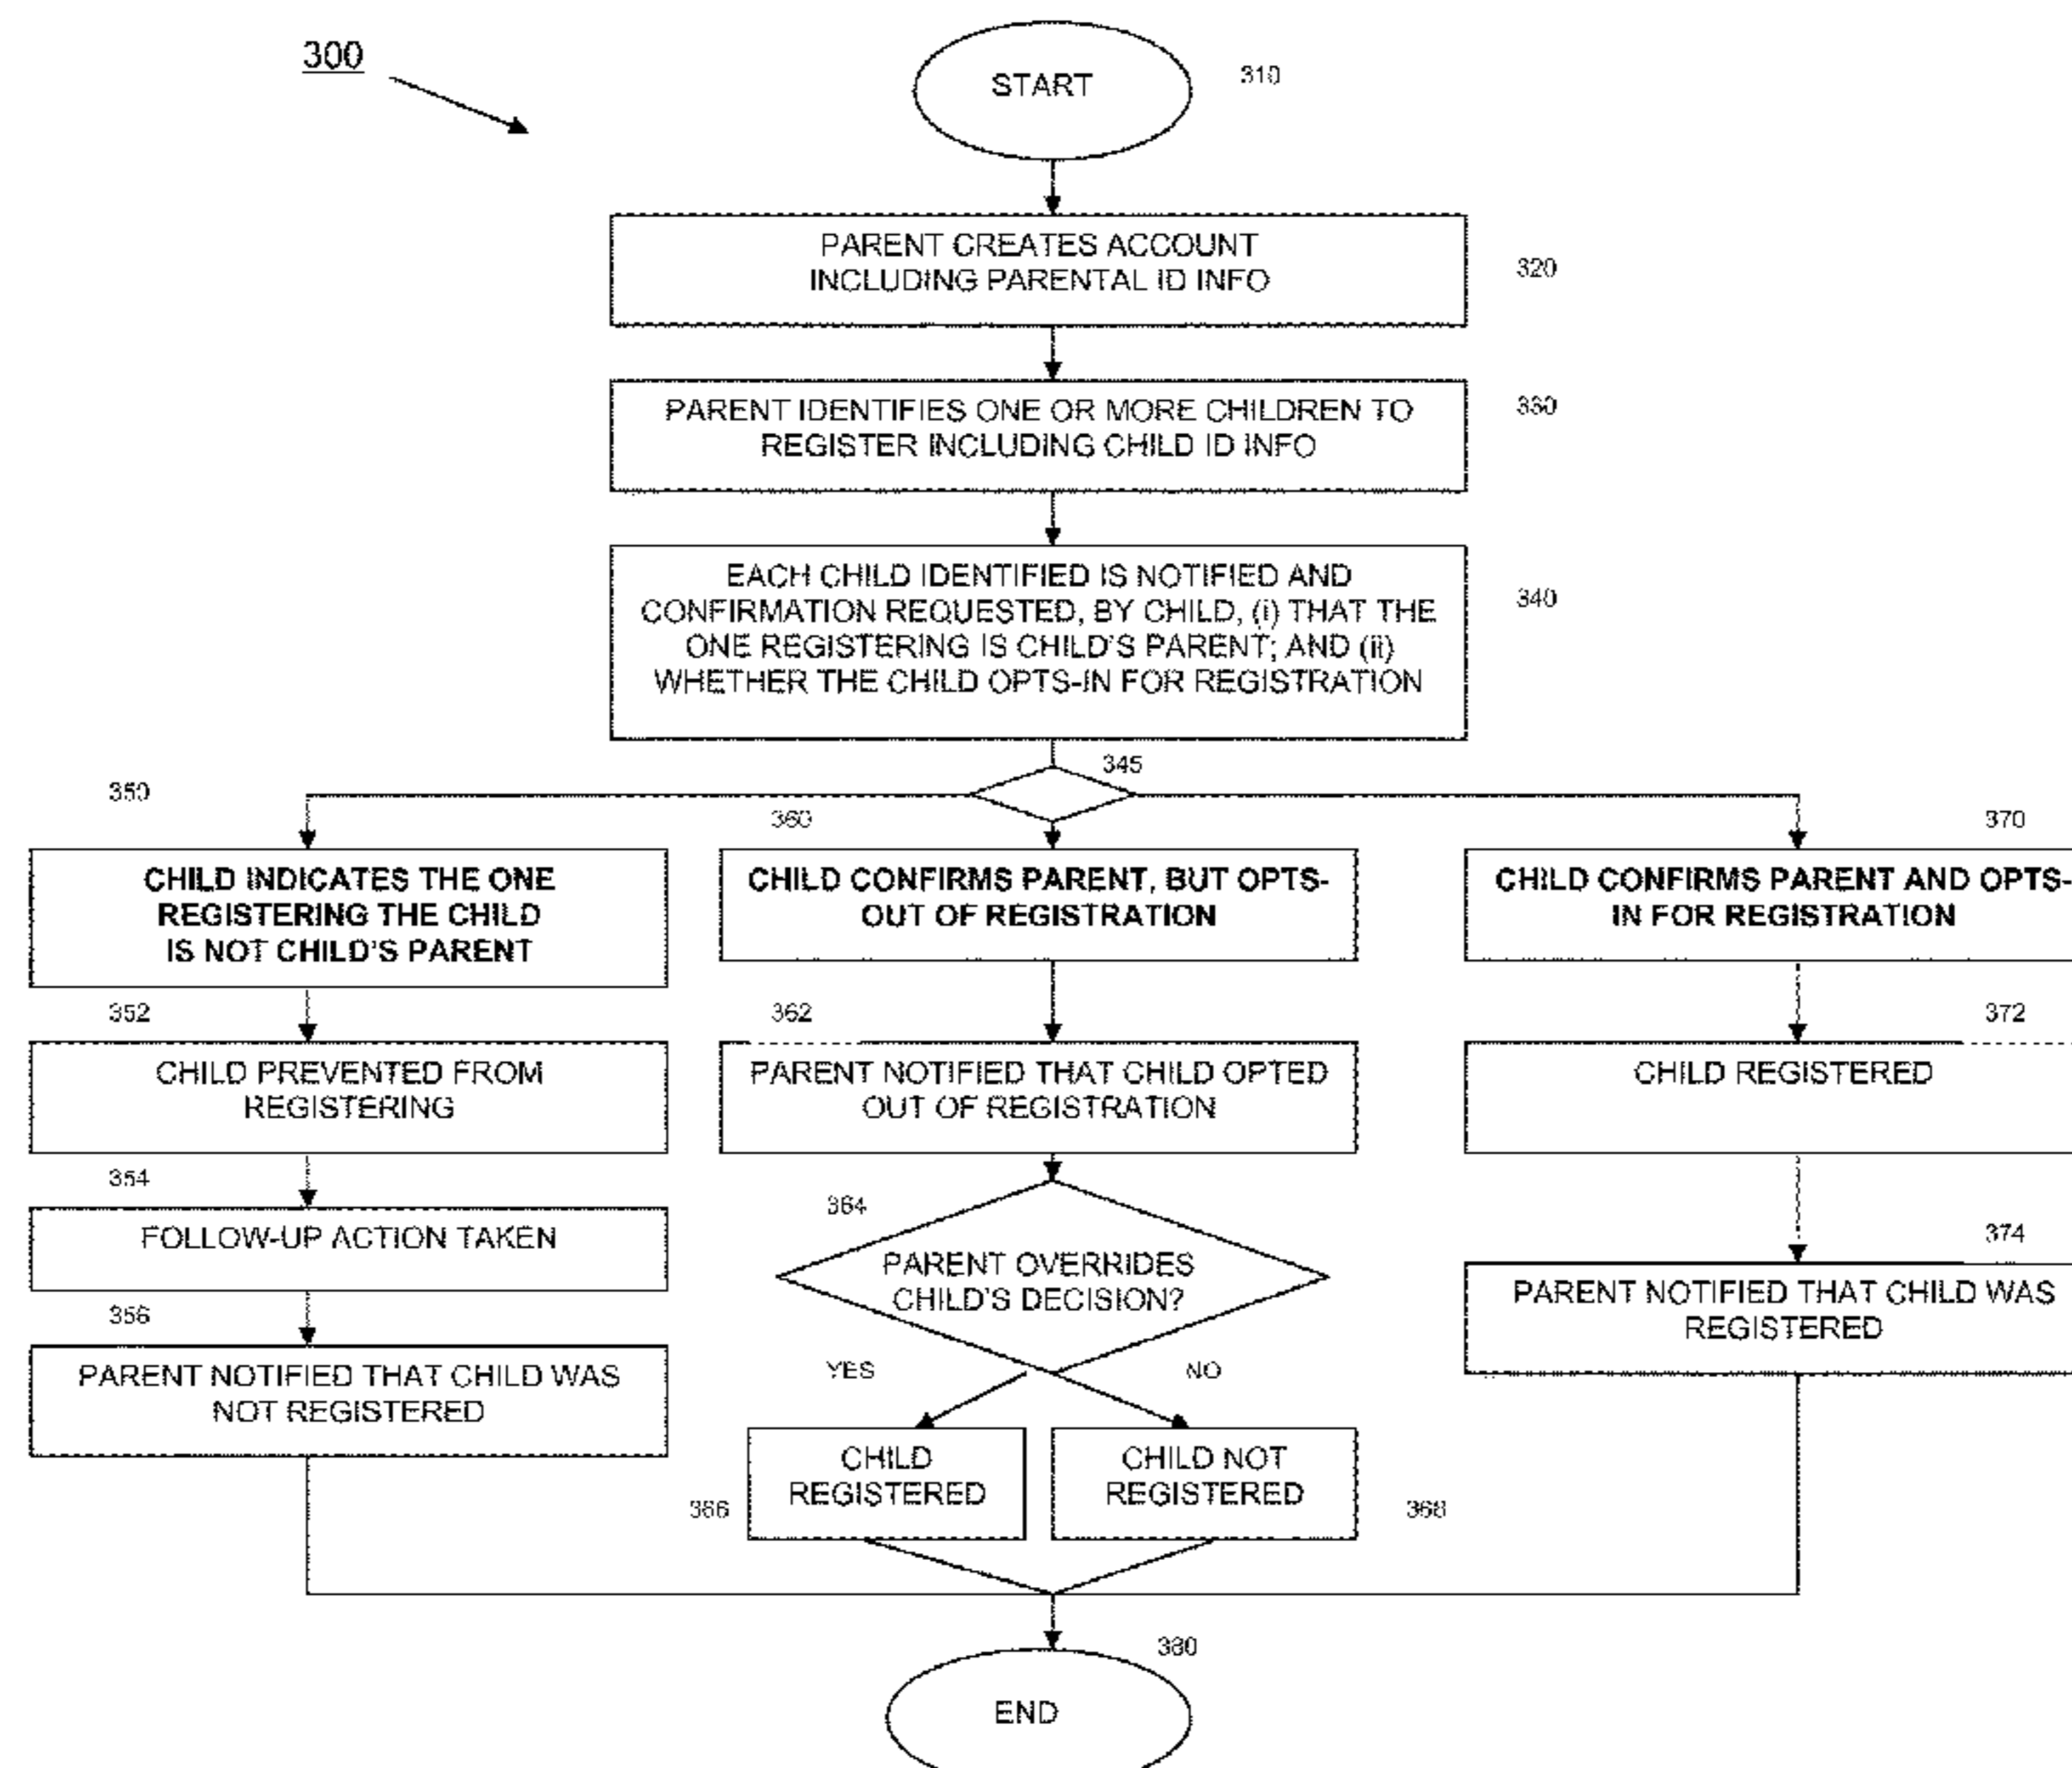 300
START
310
PARENT CREATES ACCOUNT
INCLUDING PARENTAL ID INFO
320
PARENT IDENTIFIES ONE OR MORE CHILDREN TO
REGISTER INCLUDING CHILD ID INFO
330
EACH CHILD IDENTIFIED IS NOTIFIED AND
CONFIRMATION REQUESTED, BY CHILD, (i) THAT THE
ONE REGISTERING IS CHILD'S PARENT; AND (ii)
WHETHER THE CHILD OPTS-IN FOR REGISTRATION
340
345
350
CHILD INDICATES THE ONE
REGISTERING THE CHILD
IS NOT CHILD'S PARENT
352
CHILD PREVENTED FROM
REGISTERING
354
FOLLOW-UP ACTION TAKEN
356
PARENT NOTIFIED THAT CHILD WAS
NOT REGISTERED
360
CHILD CONFIRMS PARENT, BUT OPTS-
OUT OF REGISTRATION
362
PARENT NOTIFIED THAT CHILD OPTED
OUT OF REGISTRATION
364
PARENT OVERRIDES
CHILD'S DECISION?
YES
NO
CHILD
REGISTERED
366
CHILD NOT
REGISTERED
368
370
CHILD CONFIRMS PARENT AND OPTS-
IN FOR REGISTRATION
372
CHILD REGISTERED
374
PARENT NOTIFIED THAT CHILD WAS
REGISTERED
380
END